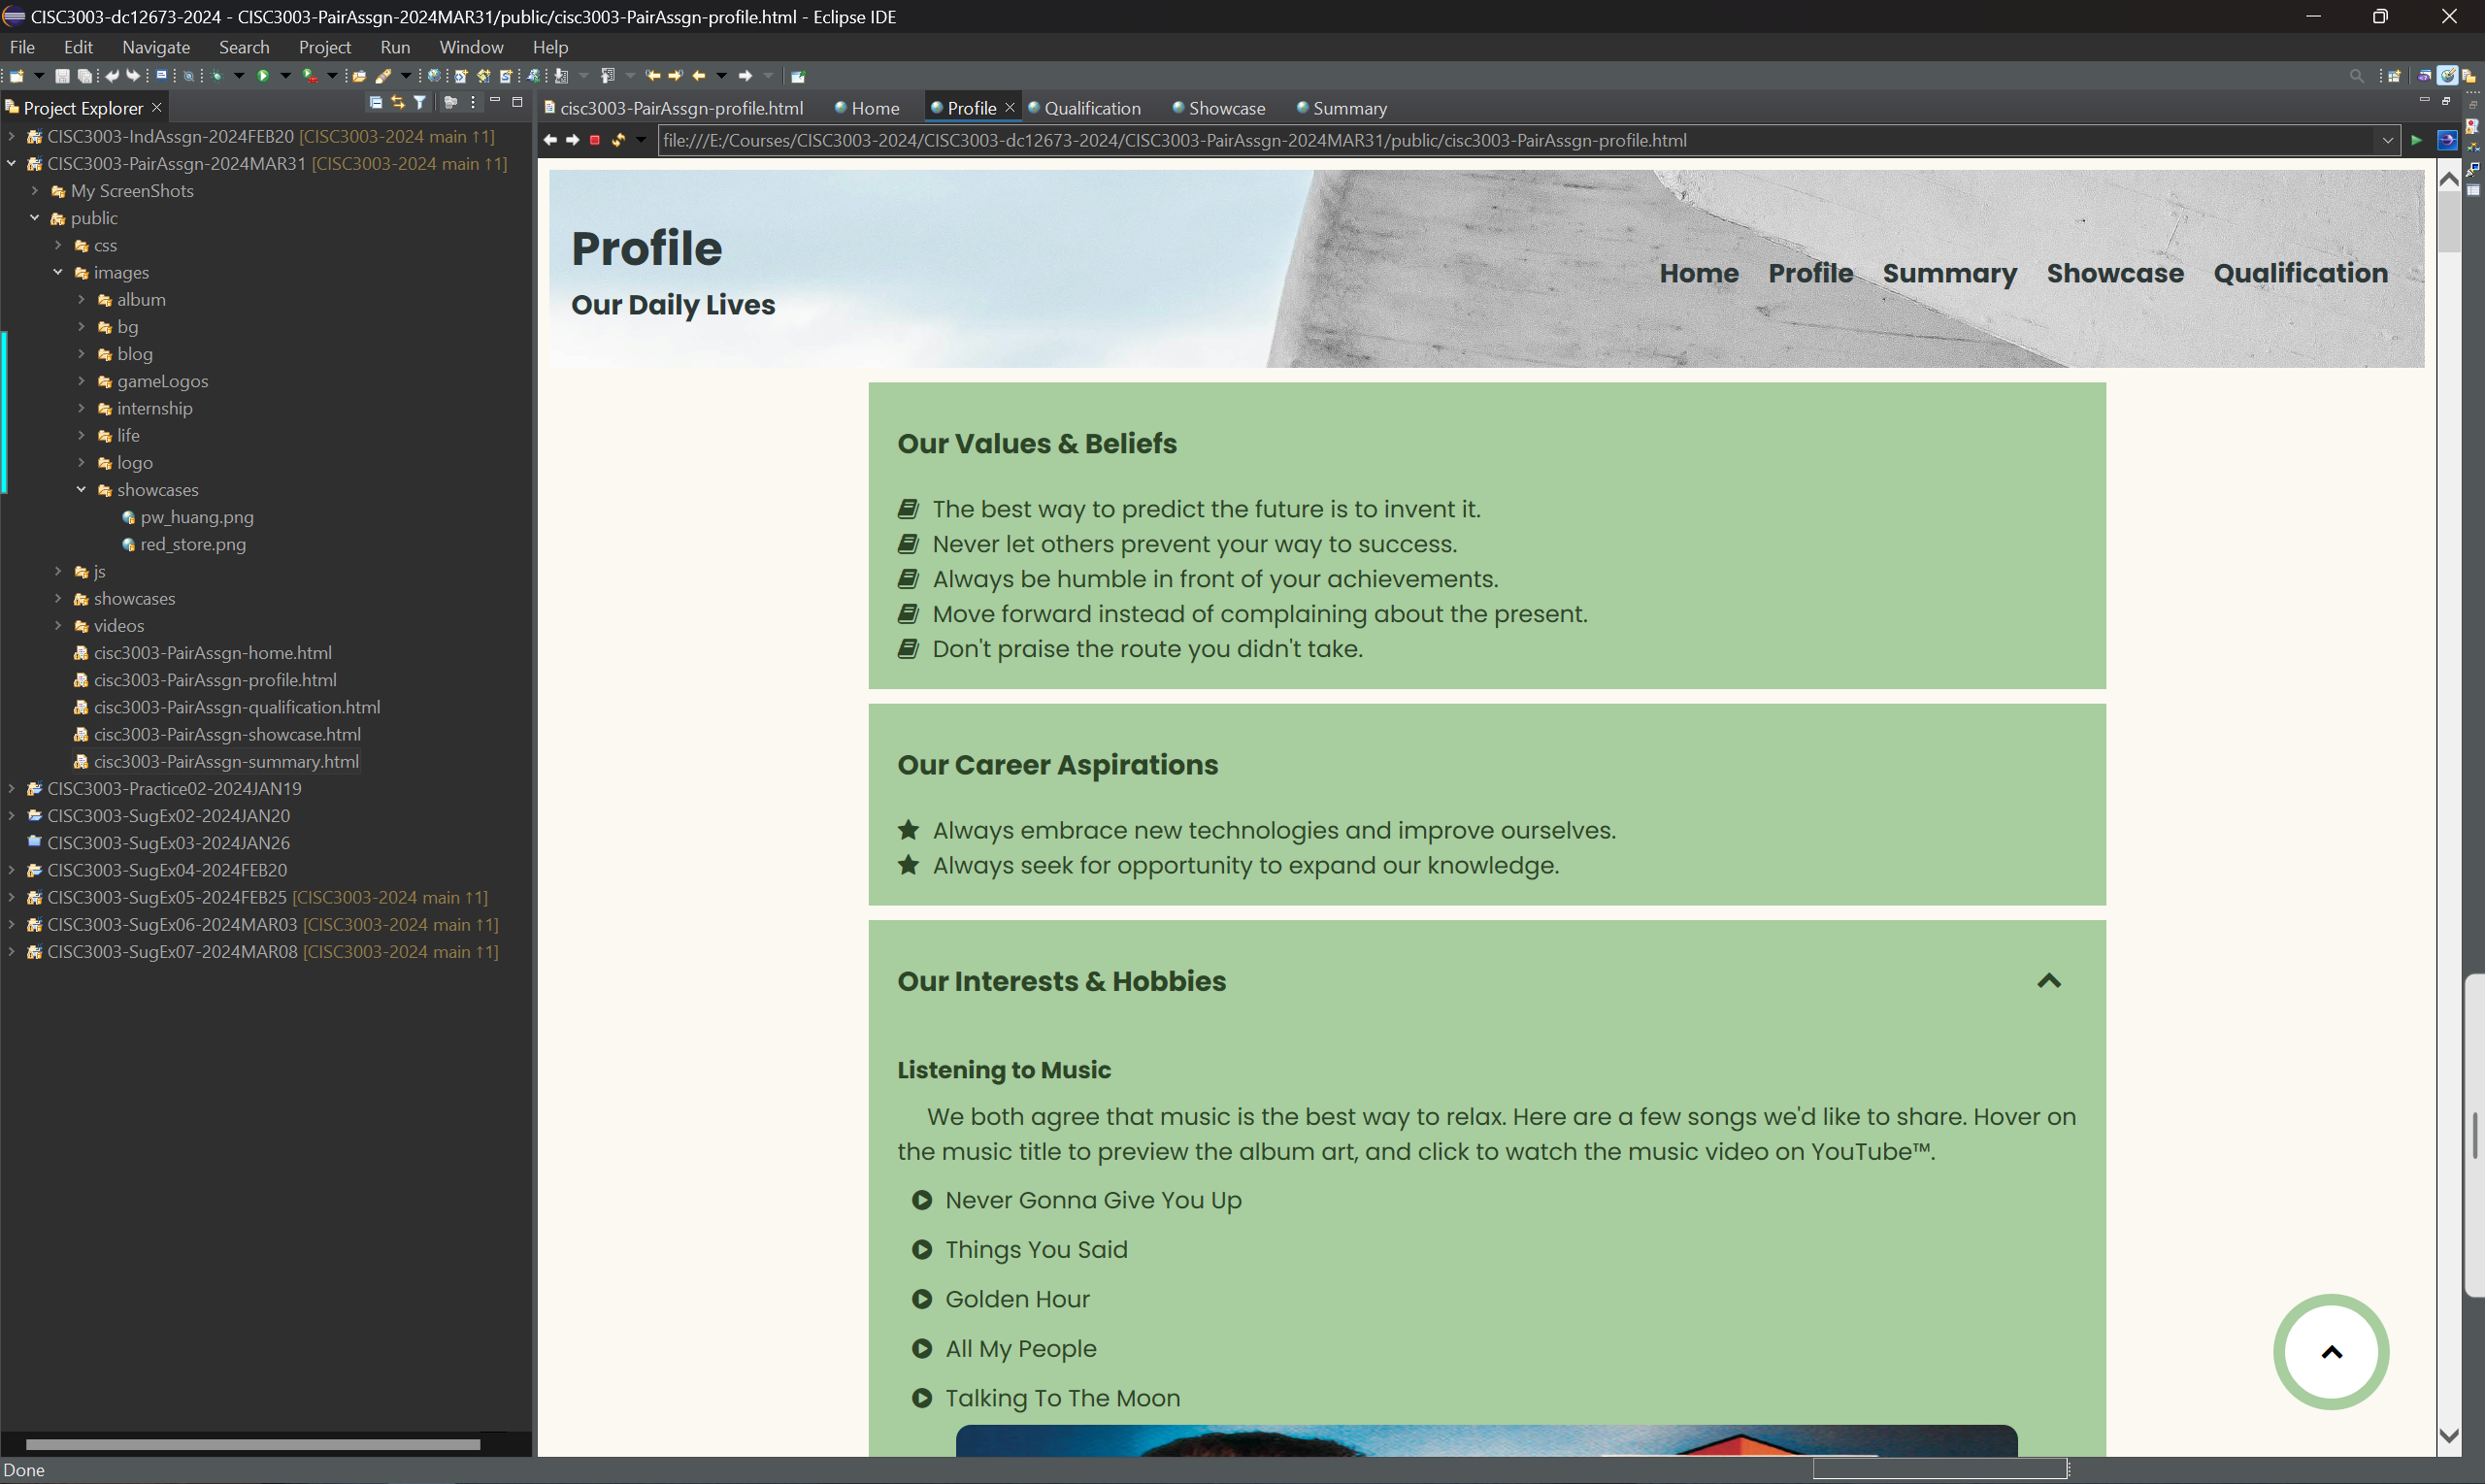 CISC3003-dc12673-2024 - CISC3003-PairAssgn-2024MAR31/public/cisc3003-PairAssgn-profile.html - Eclipse IDE
File Edit Navigate Search Project Run Window Help
Project Explorer
CISC3003-IndAssgn-2024FEB20 [CISC3003-2024 main ↑1]
CISC3003-PairAssgn-2024MAR31 [CISC3003-2024 main ↑1]
My ScreenShots
public
css
images
album
bg
blog
gameLogos
internship
life
logo
showcases
pw_huang.png
red_store.png
js
showcases
videos
cisc3003-PairAssgn-home.html
cisc3003-PairAssgn-profile.html
cisc3003-PairAssgn-qualification.html
cisc3003-PairAssgn-showcase.html
cisc3003-PairAssgn-summary.html
CISC3003-Practice02-2024JAN19
CISC3003-SugEx02-2024JAN20
CISC3003-SugEx03-2024JAN26
CISC3003-SugEx04-2024FEB20
CISC3003-SugEx05-2024FEB25 [CISC3003-2024 main ↑1]
CISC3003-SugEx06-2024MAR03 [CISC3003-2024 main ↑1]
CISC3003-SugEx07-2024MAR08 [CISC3003-2024 main ↑1]
cisc3003-PairAssgn-profile.html Home Profile Qualification Showcase Summary
file:///E:/Courses/CISC3003-2024/CISC3003-dc12673-2024/CISC3003-PairAssgn-2024MAR31/public/cisc3003-PairAssgn-profile.html
Profile
Our Daily Lives
Home Profile Summary Showcase Qualification
Our Values & Beliefs
The best way to predict the future is to invent it.
Never let others prevent your way to success.
Always be humble in front of your achievements.
Move forward instead of complaining about the present.
Don't praise the route you didn't take.
Our Career Aspirations
Always embrace new technologies and improve ourselves.
Always seek for opportunity to expand our knowledge.
Our Interests & Hobbies
Listening to Music
We both agree that music is the best way to relax. Here are a few songs we'd like to share. Hover on
the music title to preview the album art, and click to watch the music video on YouTube™.
Never Gonna Give You Up
Things You Said
Golden Hour
All My People
Talking To The Moon
Done